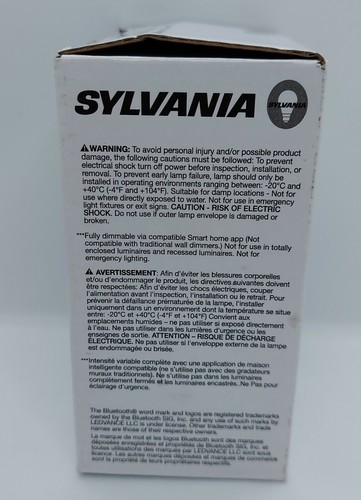 SYLVANIA
SYLVANIA
⚠WARNING: To avoid personal injury and/or possible product
damage, the following cautions must be followed: To prevent
electrical shock turn off power before inspection, installation, or
removal. To prevent early lamp failure, lamp should only be
installed in operating environments ranging between: -20°C and
+40°C (-4°F and +104°F) Suitable for damp locations - Not for
use where directly exposed to water. Not for use in emergency
light fixtures or exit signs. CAUTION - RISK OF ELECTRIC
SHOCK. Do not use if outer lamp envelope is damaged or
broken.
***Fully dimmable via compatible Smart home app (Not
compatible with traditional wall dimmers.) Not for use in totally
enclosed luminaires and recessed luminaires. Not for
emergency lighting.
⚠ AVERTISSEMENT: Afin d'éviter les blessures corporelles
et/ou d'endommager le produit, les directives suivantes doivent
être respectées: Afin d'éviter les chocs électriques, couper
l'alimentation avant l'inspection, l'installation ou le retrait. Pour
prévenir la défaillance prématurée de la lampe, l'installer
uniquement dans un environnement dont la température se situe
entre: -20°C et +40°C (-4°F et +104°F) Convient aux
emplacements humides – ne pas utiliser si exposé directement
à l'eau. Ne pas utiliser dans les lumières d'urgence ou les
enseignes de sortie. ATTENTION – RISQUE DE DÉCHARGE
ÉLECTRIQUE. Ne pas utiliser si l'enveloppe externe de la lampe
est endommagée ou brisée.
***Intensité variable complète avec une application de maison
intelligente compatible (ne s'utilise pas avec des gradateurs
muraux traditionnels). Ne s'utilise pas dans les luminaires
complètement fermés et les luminaires encastrés. Ne Pas pour
éclairage d'urgence.
The Bluetooth® word mark and logos are registered trademarks
owned by the Bluetooth SIG, Inc. and any use of such marks by
LEDVANCE LLC is under license. Other trademarks and trade
names are those of their respective owners.
La marque de mot et les logos Bluetooth sont des marques
déposées enregistrées et propriétés de Bluetooth SIG, Inc. et
toutes utilisations des marques par LEDVANCE LLC sont sous
licence. Les autres marques déposées et marques de commerce
sont la propriété de leurs propriétaires respectifs.